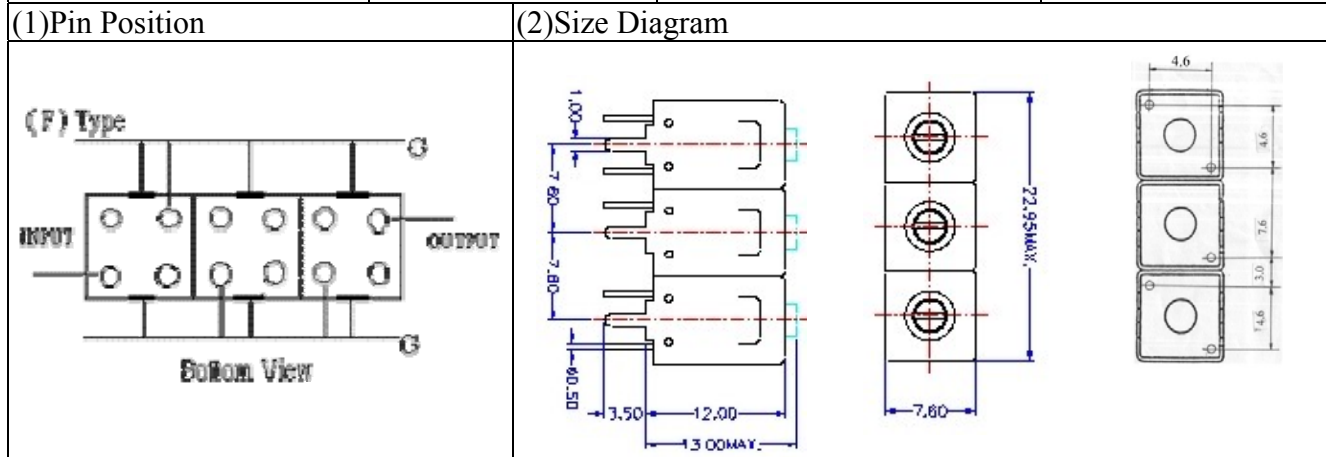 (1)Pin Position
(2)Size Diagram
(F) Type
G
INPUT
OUTPUT
G
Bottom View
1.00
7.60
7.60
ø0.50
3.50
12.00
13.00MAX.
7.60
22.95MAX.
4.6
4.6
7.6
3.0
4.6